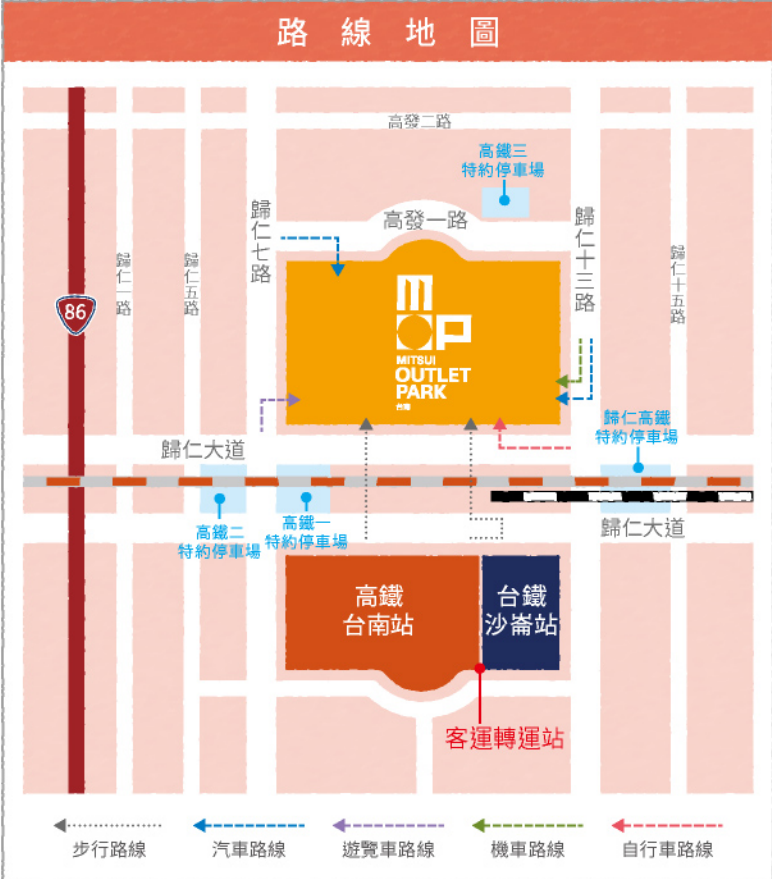 路線地圖
高發二路
高鐵三
特約停車場
高發一路
歸仁七路
歸仁十三路
歸仁一路
歸仁五路
歸仁十五路
86
MOP
MITSUI
OUTLET
PARK
台南
歸仁高鐵
特約停車場
歸仁大道
高鐵二
特約停車場
高鐵一
特約停車場
歸仁大道
高鐵
台南站
台鐵
沙崙站
客運轉運站
步行路線
汽車路線
遊覽車路線
機車路線
自行車路線